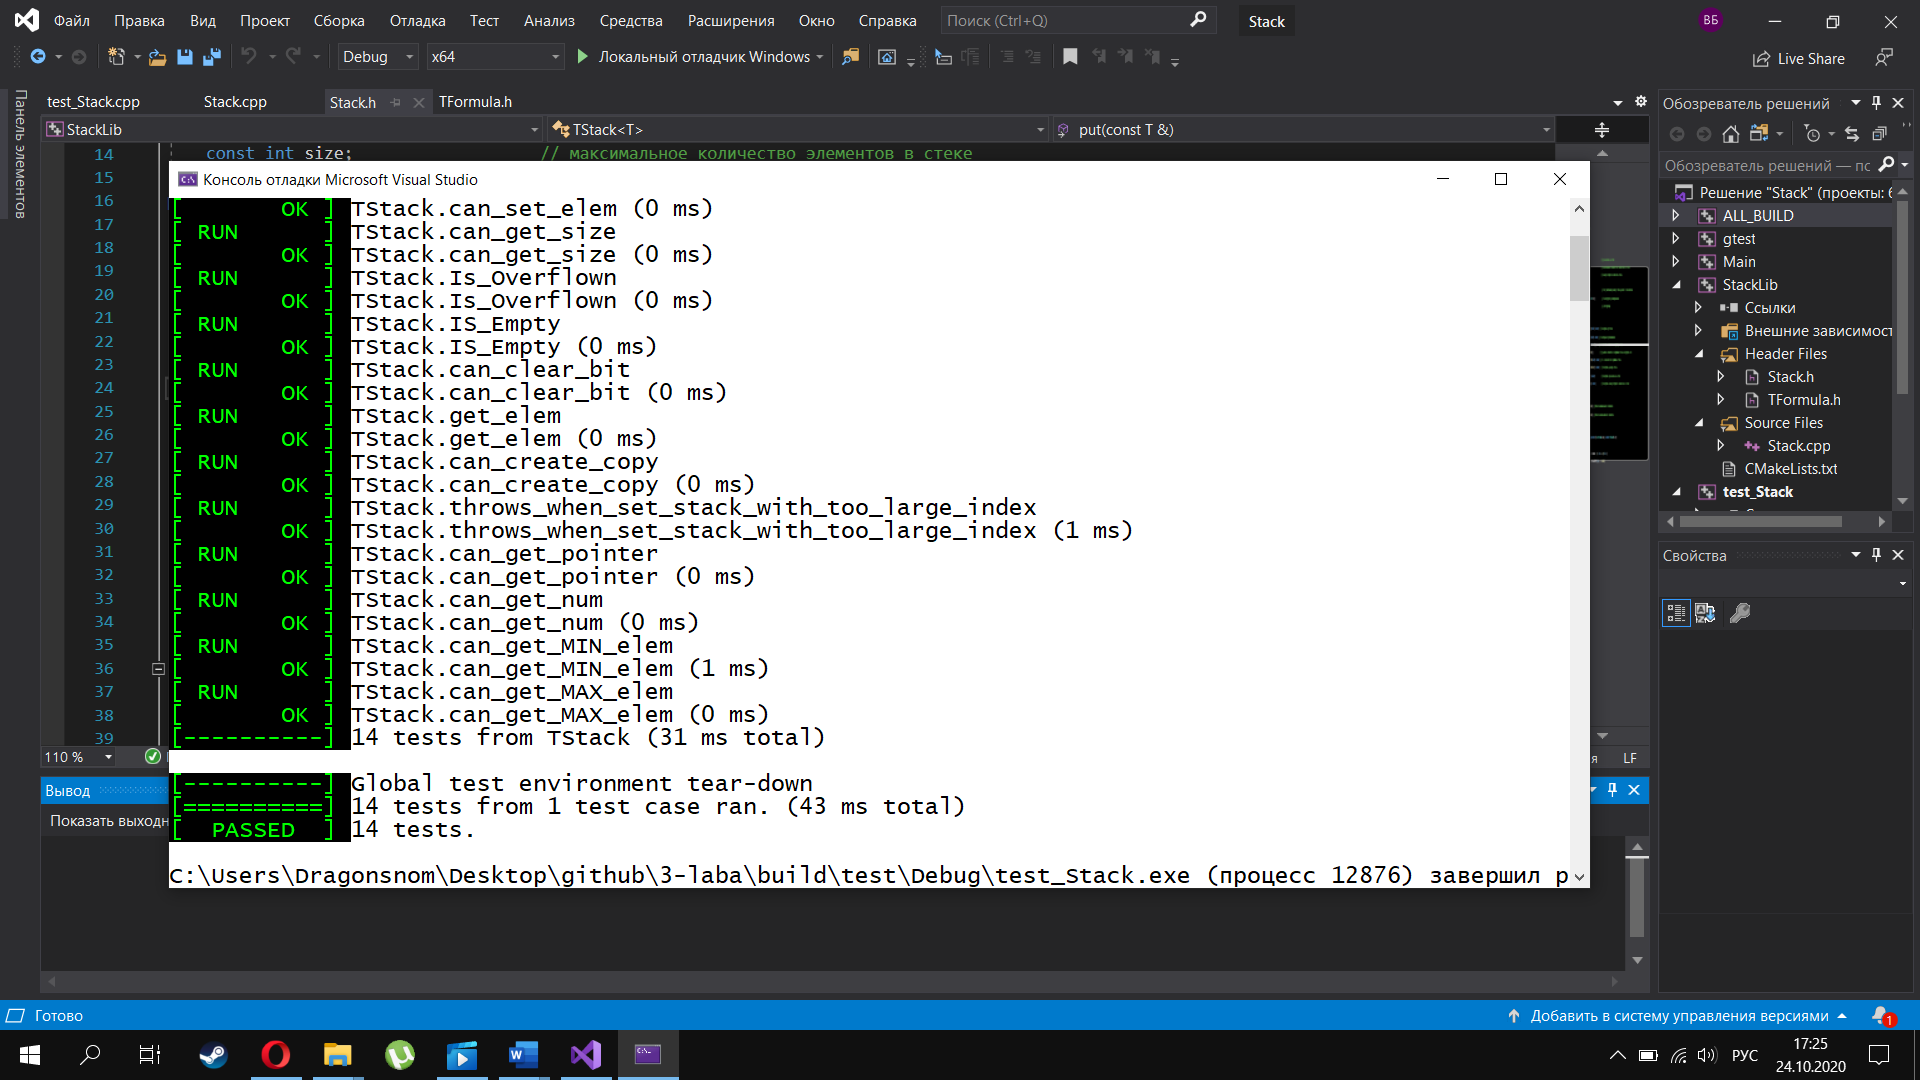 Файл Правка Вид Проект Сборка Отладка Тест Анализ Средства Расширения Окно Справка Поиск (Ctrl+Q) Stack ВБ
Debug x64 Локальный отладчик Windows Live Share
Панель элементов
test_Stack.cpp Stack.cpp Stack.h TFormula.h
StackLib TStack<T> put(const T &)
14 const int size; // максимальное количество элементов в стеке
15
16
17
18
19
20
21
22
23
24
25
26
27
28
29
30
31
32
33
34
35
36
37
38
39
Консоль отладки Microsoft Visual Studio
[       OK ] TStack.can_set_elem (0 ms)
[ RUN      ] TStack.can_get_size
[       OK ] TStack.can_get_size (0 ms)
[ RUN      ] TStack.Is_Overflown
[       OK ] TStack.Is_Overflown (0 ms)
[ RUN      ] TStack.IS_Empty
[       OK ] TStack.IS_Empty (0 ms)
[ RUN      ] TStack.can_clear_bit
[       OK ] TStack.can_clear_bit (0 ms)
[ RUN      ] TStack.get_elem
[       OK ] TStack.get_elem (0 ms)
[ RUN      ] TStack.can_create_copy
[       OK ] TStack.can_create_copy (0 ms)
[ RUN      ] TStack.throws_when_set_stack_with_too_large_index
[       OK ] TStack.throws_when_set_stack_with_too_large_index (1 ms)
[ RUN      ] TStack.can_get_pointer
[       OK ] TStack.can_get_pointer (0 ms)
[ RUN      ] TStack.can_get_num
[       OK ] TStack.can_get_num (0 ms)
[ RUN      ] TStack.can_get_MIN_elem
[       OK ] TStack.can_get_MIN_elem (1 ms)
[ RUN      ] TStack.can_get_MAX_elem
[       OK ] TStack.can_get_MAX_elem (0 ms)
[----------] 14 tests from TStack (31 ms total)
[----------] Global test environment tear-down
[==========] 14 tests from 1 test case ran. (43 ms total)
[  PASSED  ] 14 tests.
C:\Users\Dragonsnom\Desktop\github\3-laba\build\test\Debug\test_Stack.exe (процесс 12876) завершил р
110 %
я LF
Вывод
Показать выходн
Обозреватель решений
Обозреватель решений — по
Решение "Stack" (проекты: 6
ALL_BUILD
gtest
Main
StackLib
Ссылки
Внешние зависимост
Header Files
Stack.h
TFormula.h
Source Files
Stack.cpp
CMakeLists.txt
test_Stack
Свойства
Готово Добавить в систему управления версиями 1
РУС 17:25
24.10.2020